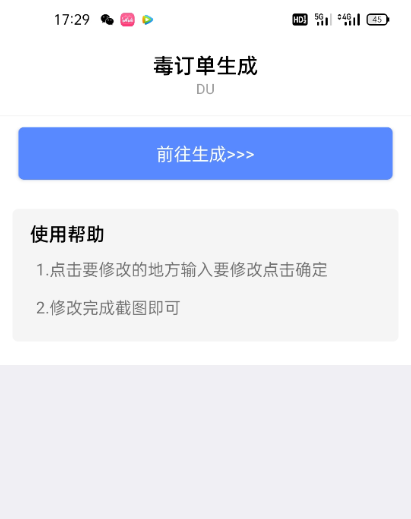 17:29
HD 5G 4G 45
毒订单生成
DU
前往生成>>>
使用帮助
1.点击要修改的地方输入要修改点击确定
2.修改完成截图即可